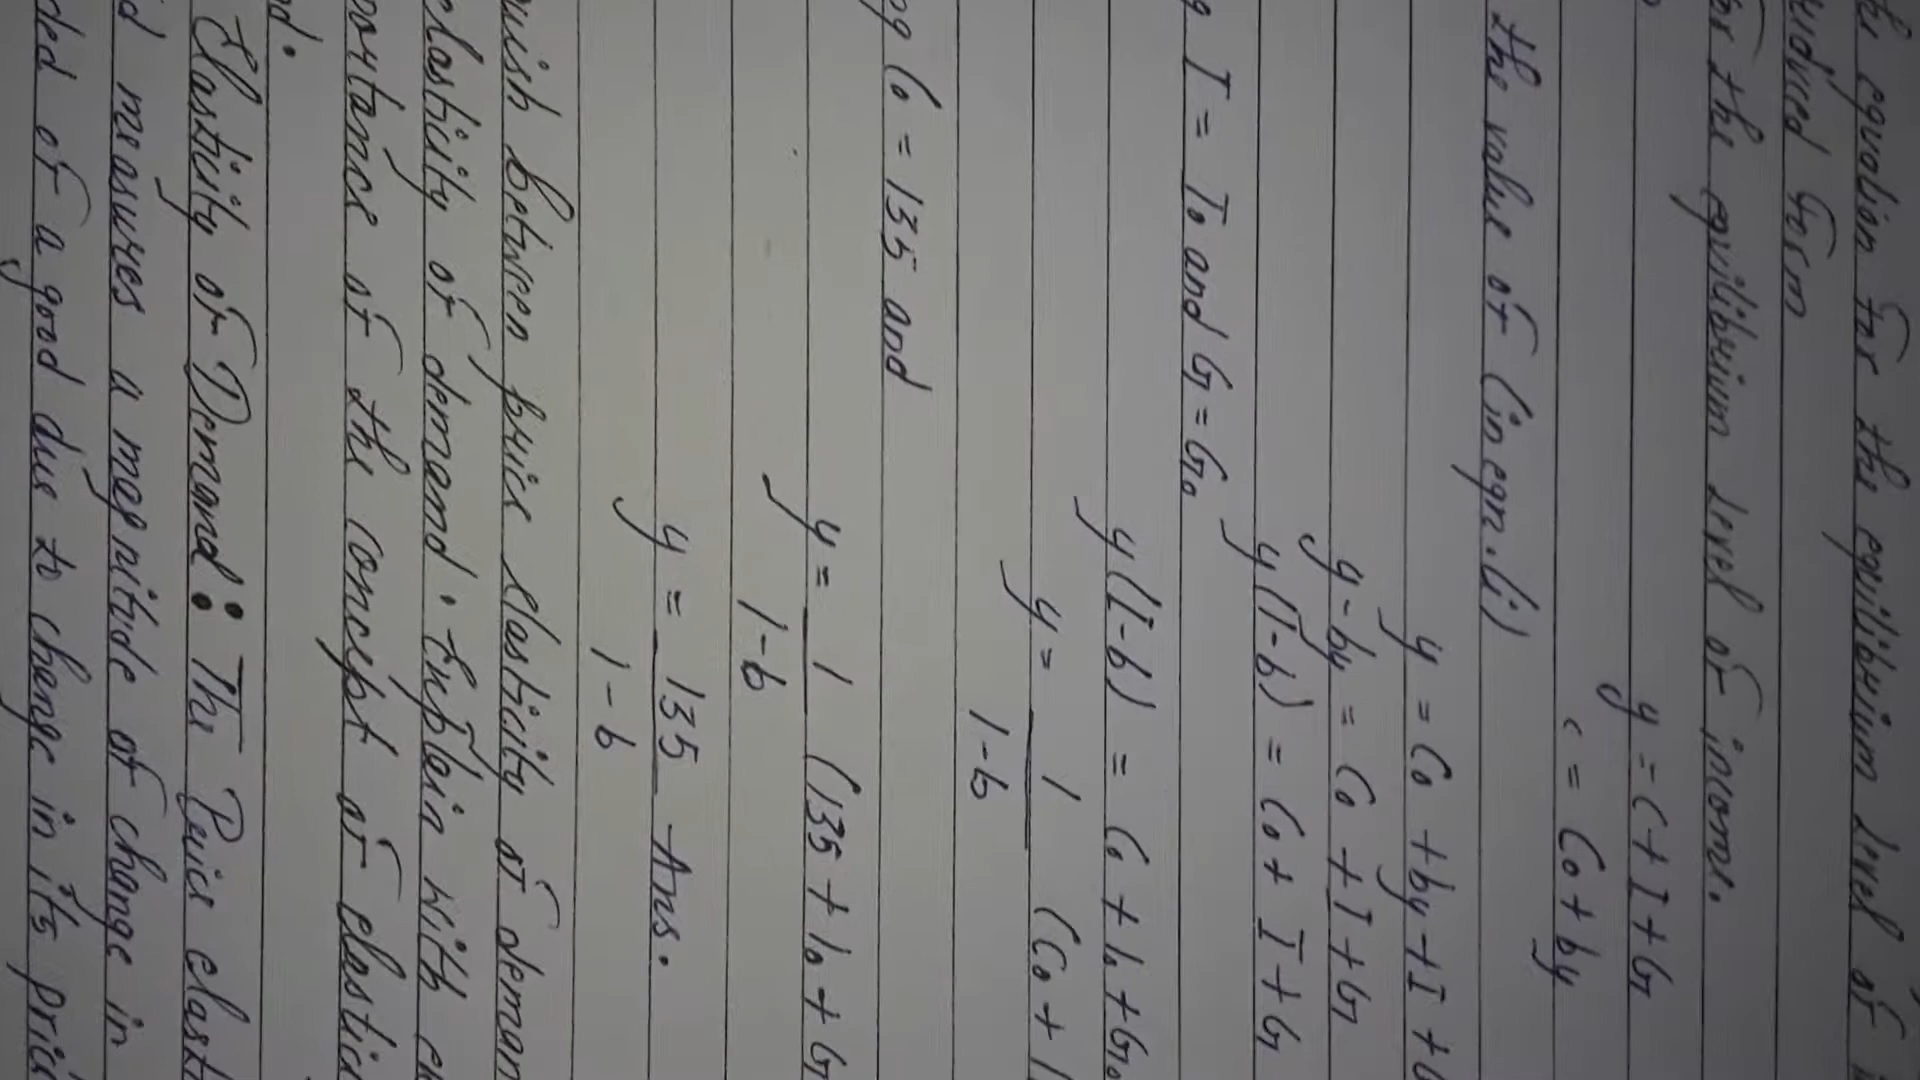 the equation for the equilibrium level of
reduced form
for the equilibrium level of income.
y = C + I + G
c = C0 + by
the value of (in eqn. (i)
y = C0 + by + I +
y - by = C0 + I + G
y(1-b) = C0 + I + G
I = I0 and G = G0
y(1-b) = C0 + I0 + G0
y = 1 (C0 +
1-b
C0 = 135 and
y = 1 (135 + I0 + G
1-b
y = 135 Ans.
1-b
between price elasticity of deman
elasticity of demand. Explain with
of the concept of elastic
Elasticity of Demand: The Price elast
measures a magnitude of change in
of a good due to change in its pric